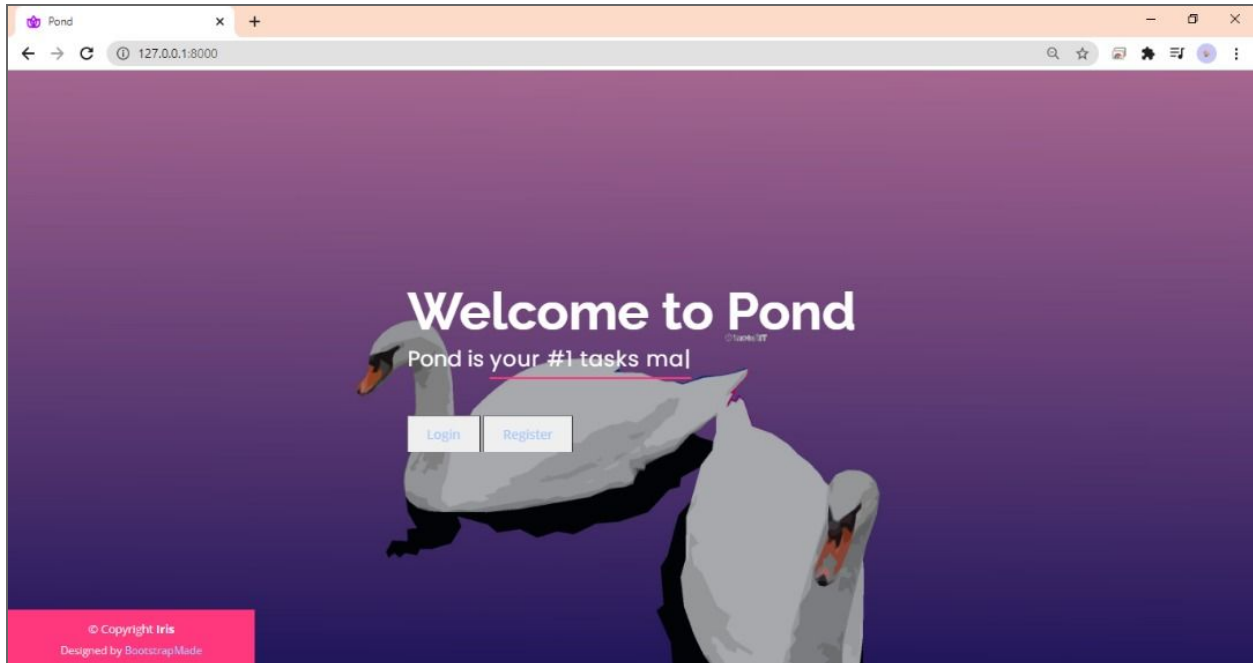 Pond
127.0.0.1:8000
Welcome to Pond
Pond is your #1 tasks ma|
Login Register
© Copyright Iris
Designed by BootstrapMade